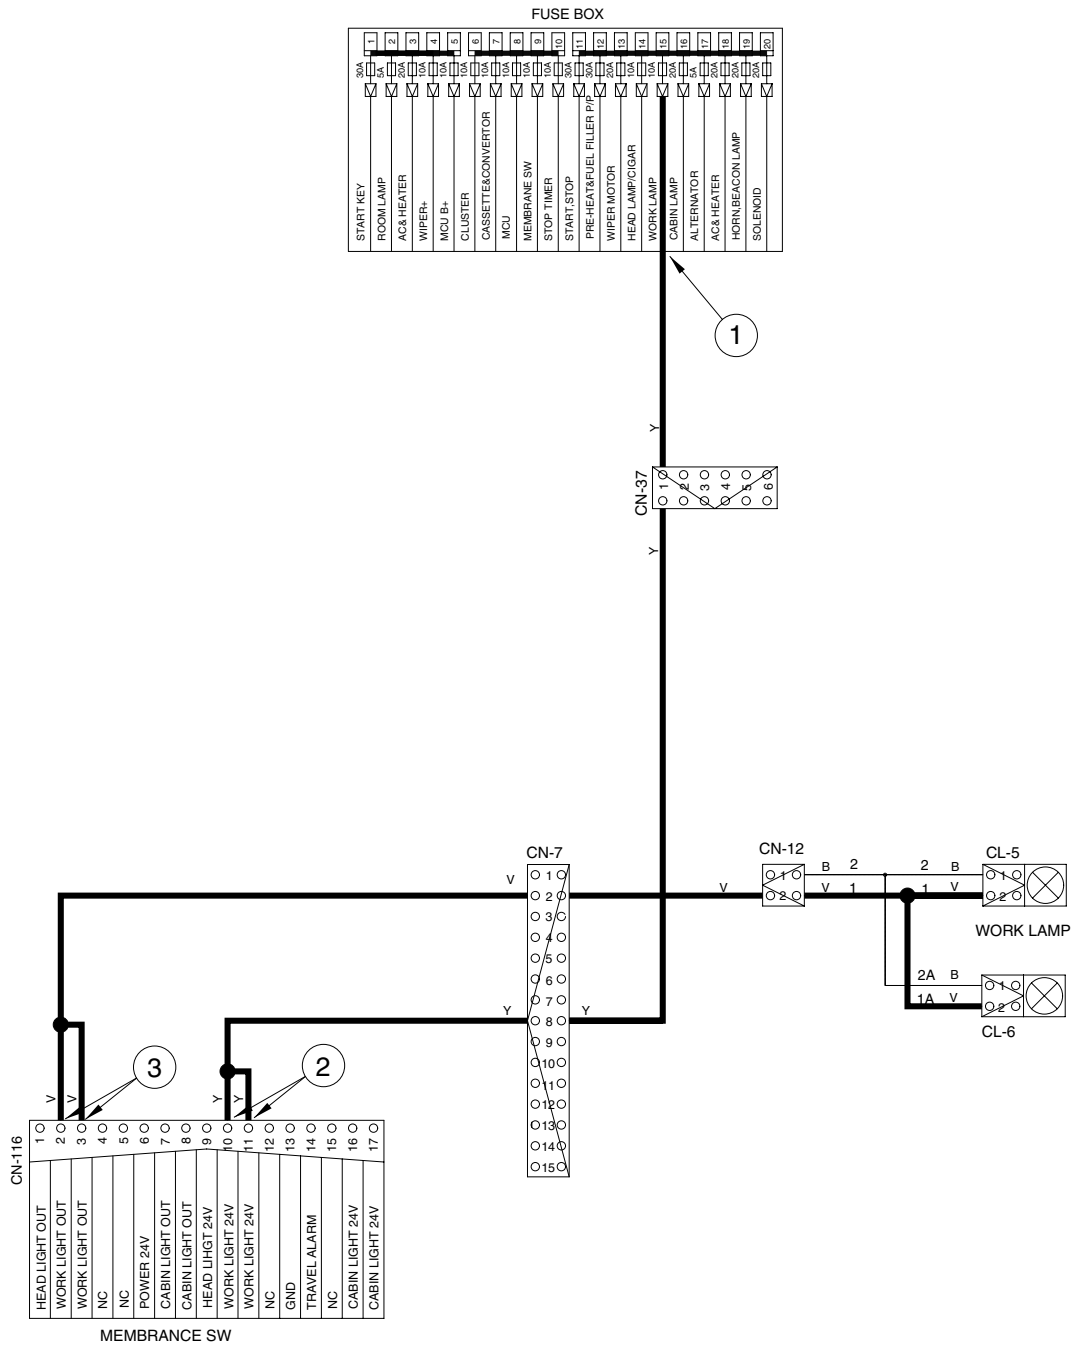 FUSE BOX
1 2 3 4 5 6 7 8 9 10 11 12 13 14 15 16 17 18 19 20
30A 5A 20A 10A 10A 10A 10A 10A 10A 10A 30A 30A 20A 10A 10A 20A 5A 20A 20A 20A
START KEY
ROOM LAMP
AC& HEATER
WIPER+
MCU B+
CLUSTER
CASSETTE&CONVERTOR
MCU
MEMBRANE SW
STOP TIMER
START,STOP
PRE-HEAT&FUEL FILLER P/P
WIPER MOTOR
HEAD LAMP/CIGAR
WORK LAMP
CABIN LAMP
ALTERNATOR
AC& HEATER
HORN,BEACON LAMP
SOLENOID
1
Y
CN-37
1 2 3 4 5 6
Y
CN-7
1
2
3
4
5
6
7
8
9
10
11
12
13
14
15
V
V
Y
Y
CN-12
1
2
B 2 2 B
V 1 1 V
CL-5
1
2
WORK LAMP
2A B
1A V
1
2
CL-6
3
2
V V
Y Y
CN-116
1 2 3 4 5 6 7 8 9 10 11 12 13 14 15 16 17
HEAD LIGHT OUT
WORK LIGHT OUT
WORK LIGHT OUT
NC
NC
POWER 24V
CABIN LIGHT OUT
CABIN LIGHT OUT
HEAD LIHGT 24V
WORK LIGHT 24V
WORK LIGHT 24V
NC
GND
TRAVEL ALARM
NC
CABIN LIGHT 24V
CABIN LIGHT 24V
MEMBRANCE SW